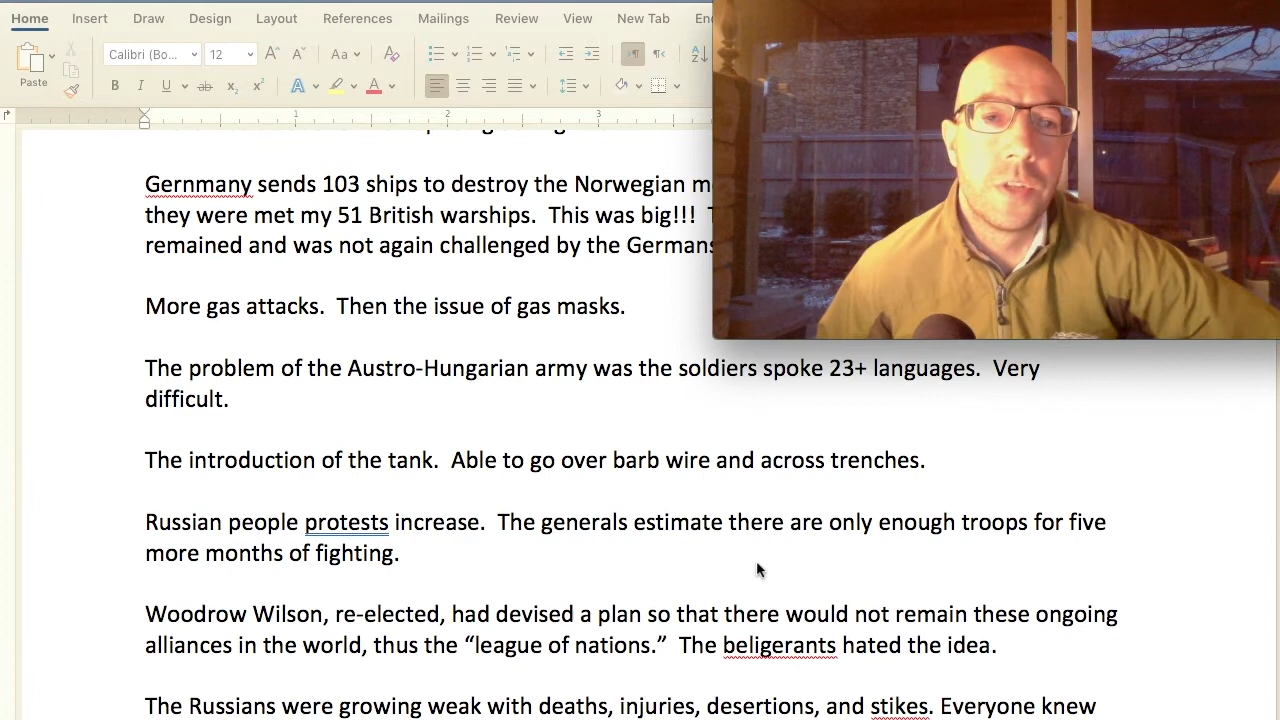 Home Insert Draw Design Layout References Mailings Review View New Tab
Calibri (Bo... 12 Aa
Paste B I U ab x₂ x² A A
1 2 3
Gernmany sends 103 ships to destroy the Norwegian
they were met my 51 British warships. This was big!!!
remained and was not again challenged by the Germans
More gas attacks. Then the issue of gas masks.
The problem of the Austro-Hungarian army was the soldiers spoke 23+ languages. Very
difficult.
The introduction of the tank. Able to go over barb wire and across trenches.
Russian people protests increase. The generals estimate there are only enough troops for five
more months of fighting.
Woodrow Wilson, re-elected, had devised a plan so that there would not remain these ongoing
alliances in the world, thus the “league of nations.” The beligerants hated the idea.
The Russians were growing weak with deaths, injuries, desertions, and stikes. Everyone knew